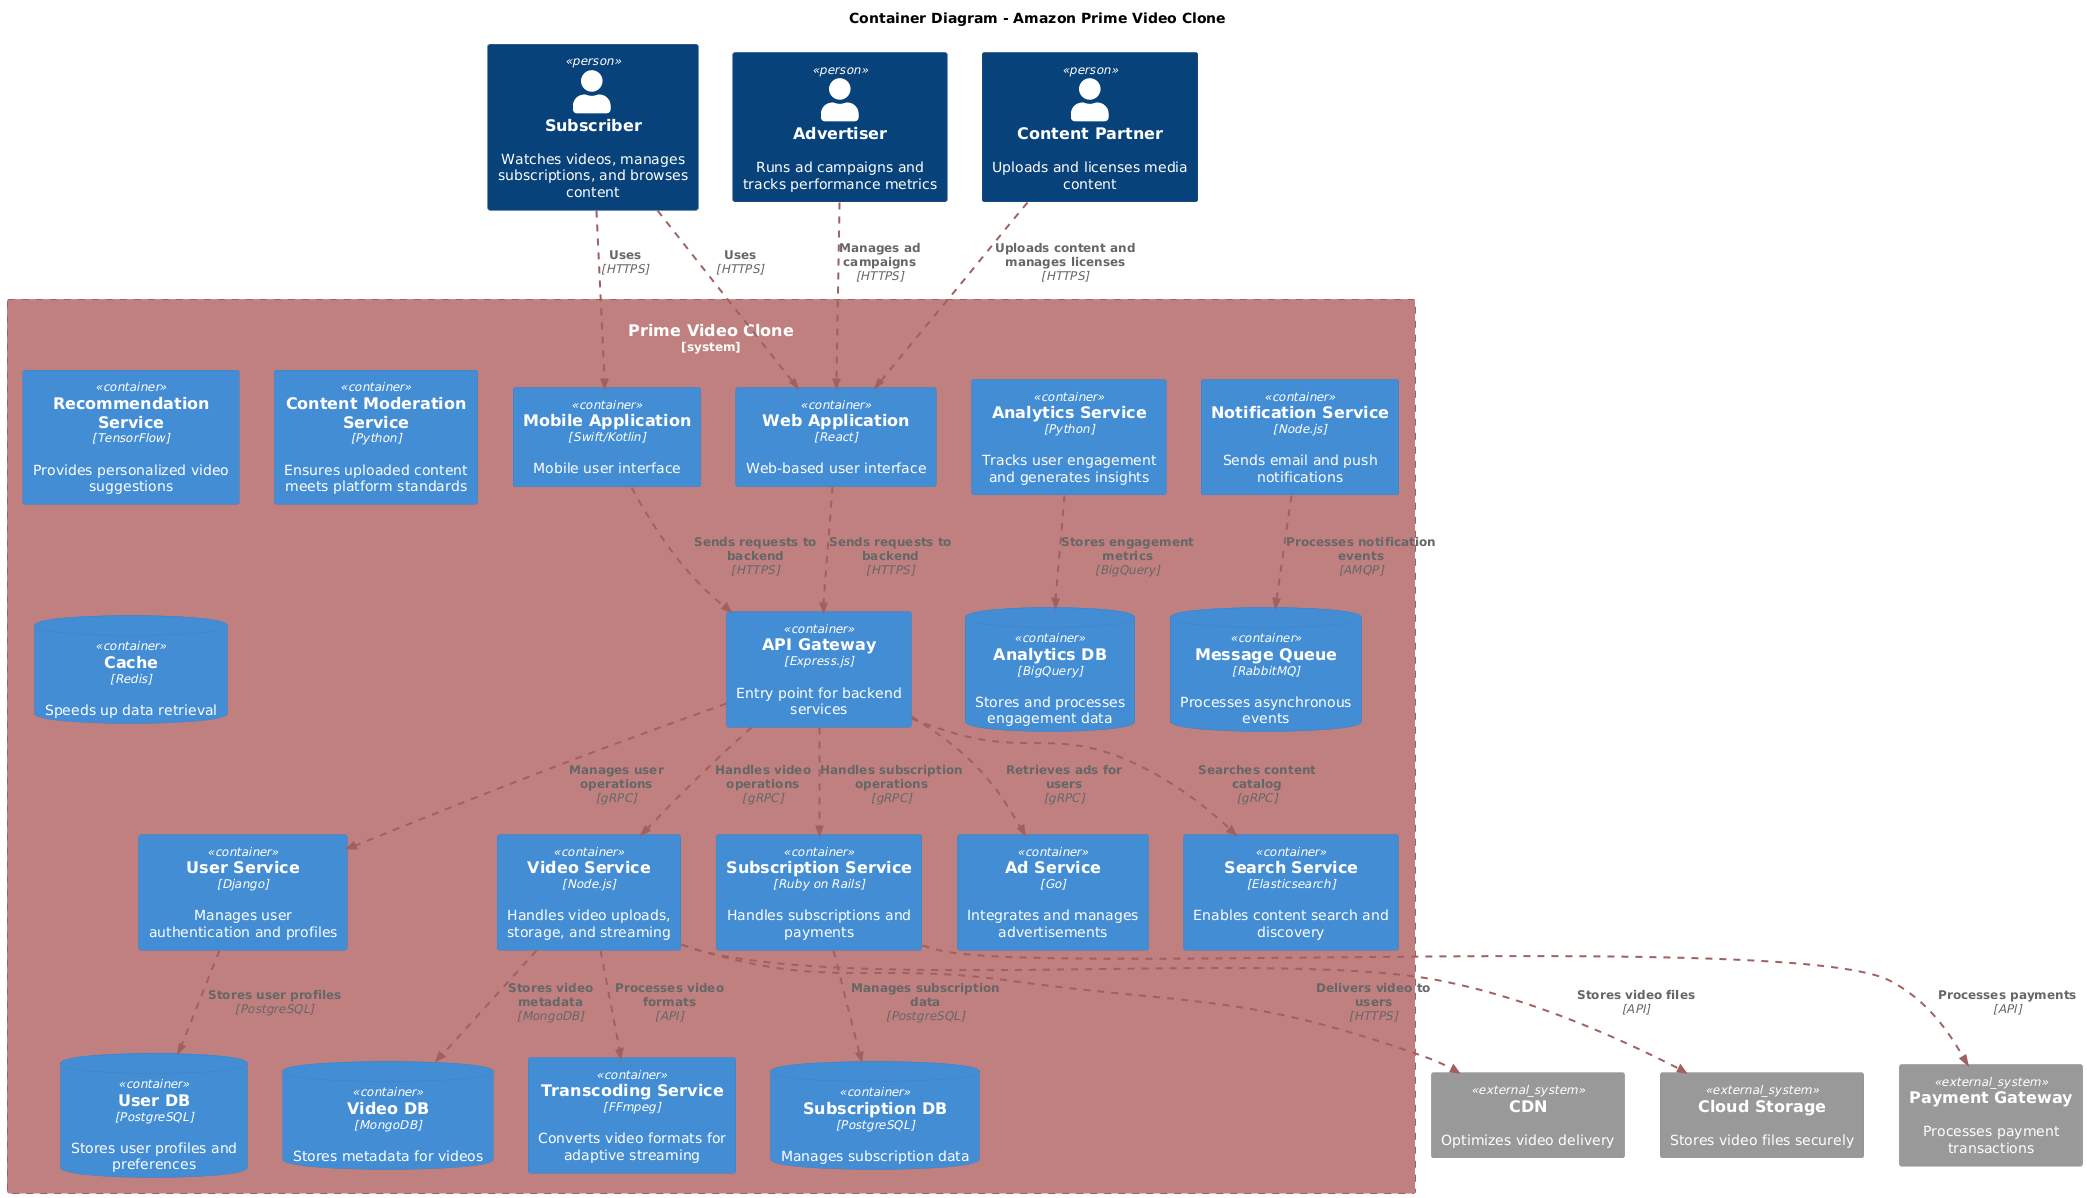 Container Diagram - Amazon Prime Video Clone
«person»
Subscriber
Watches videos, manages
subscriptions, and browses
content
«person»
Advertiser
Runs ad campaigns and
tracks performance metrics
«person»
Content Partner
Uploads and licenses media
content
Uses
[HTTPS]
Uses
[HTTPS]
Manages ad
campaigns
[HTTPS]
Uploads content and
manages licenses
[HTTPS]
Prime Video Clone
[system]
«container»
Recommendation
Service
[TensorFlow]
Provides personalized video
suggestions
«container»
Content Moderation
Service
[Python]
Ensures uploaded content
meets platform standards
«container»
Mobile Application
[Swift/Kotlin]
Mobile user interface
«container»
Web Application
[React]
Web-based user interface
«container»
Analytics Service
[Python]
Tracks user engagement
and generates insights
«container»
Notification Service
[Node.js]
Sends email and push
notifications
Sends requests to
backend
[HTTPS]
Sends requests to
backend
[HTTPS]
Stores engagement
metrics
[BigQuery]
Processes notification
events
[AMQP]
«container»
Cache
[Redis]
Speeds up data retrieval
«container»
API Gateway
[Express.js]
Entry point for backend
services
«container»
Analytics DB
[BigQuery]
Stores and processes
engagement data
«container»
Message Queue
[RabbitMQ]
Processes asynchronous
events
Manages user
operations
[gRPC]
Handles video
operations
[gRPC]
Handles subscription
operations
[gRPC]
Retrieves ads for
users
[gRPC]
Searches content
catalog
[gRPC]
«container»
User Service
[Django]
Manages user
authentication and profiles
«container»
Video Service
[Node.js]
Handles video uploads,
storage, and streaming
«container»
Subscription Service
[Ruby on Rails]
Handles subscriptions and
payments
«container»
Ad Service
[Go]
Integrates and manages
advertisements
«container»
Search Service
[Elasticsearch]
Enables content search and
discovery
Stores user profiles
[PostgreSQL]
Stores video
metadata
[MongoDB]
Processes video
formats
[API]
Manages subscription
data
[PostgreSQL]
Delivers video to
users
[HTTPS]
Stores video files
[API]
Processes payments
[API]
«container»
User DB
[PostgreSQL]
Stores user profiles and
preferences
«container»
Video DB
[MongoDB]
Stores metadata for videos
«container»
Transcoding Service
[FFmpeg]
Converts video formats for
adaptive streaming
«container»
Subscription DB
[PostgreSQL]
Manages subscription data
«external_system»
CDN
Optimizes video delivery
«external_system»
Cloud Storage
Stores video files securely
«external_system»
Payment Gateway
Processes payment
transactions